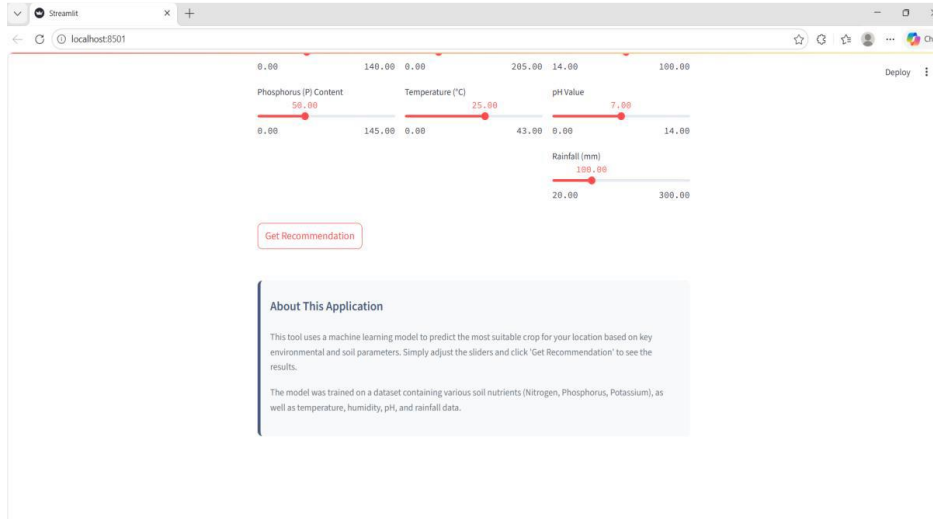 Streamlit
localhost:8501
Deploy
0.00 140.00 0.00 205.00 14.00 100.00
Phosphorus (P) Content Temperature (°C) pH Value
50.00 25.00 7.00
0.00 145.00 0.00 43.00 0.00 14.00
Rainfall (mm)
100.00
20.00 300.00
Get Recommendation
About This Application
This tool uses a machine learning model to predict the most suitable crop for your location based on key
environmental and soil parameters. Simply adjust the sliders and click 'Get Recommendation' to see the
results.
The model was trained on a dataset containing various soil nutrients (Nitrogen, Phosphorus, Potassium), as
well as temperature, humidity, pH, and rainfall data.